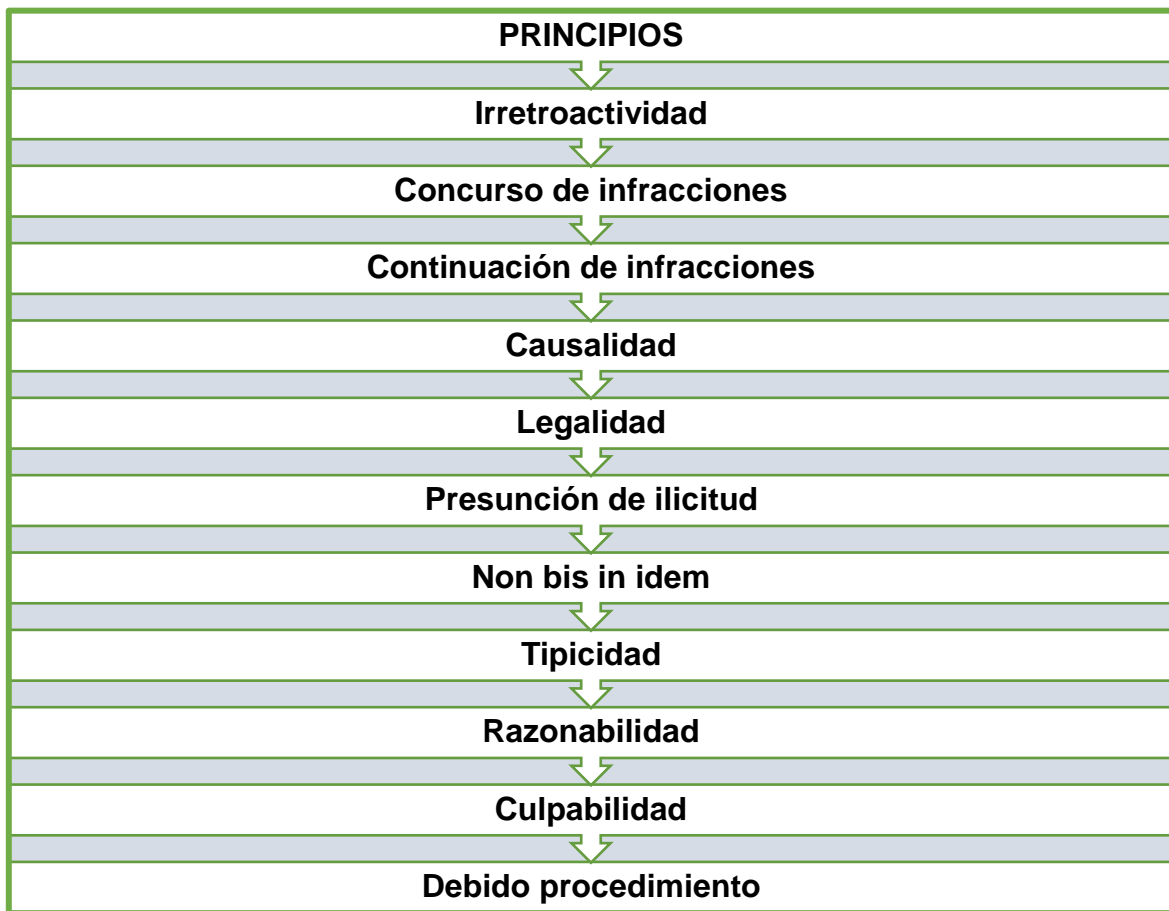 PRINCIPIOS
Irretroactividad
Concurso de infracciones
Continuación de infracciones
Causalidad
Legalidad
Presunción de ilicitud
Non bis in idem
Tipicidad
Razonabilidad
Culpabilidad
Debido procedimiento